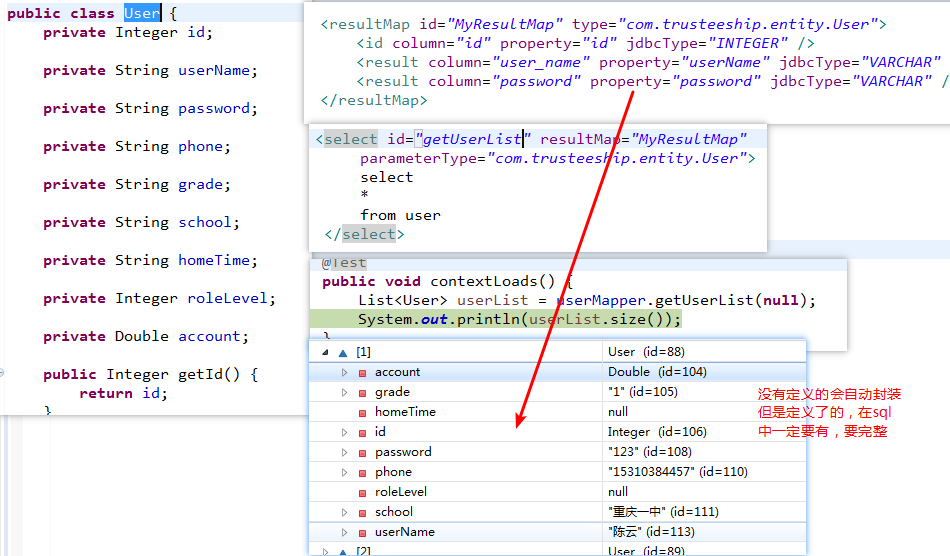 public class User {
private Integer id;
private String userName;
private String password;
private String phone;
private String grade;
private String school;
private String homeTime;
private Integer roleLevel;
private Double account;
public Integer getId() {
return id;
}
<resultMap id="MyResultMap" type="com.trusteeship.entity.User">
<id column="id" property="id" jdbcType="INTEGER" />
<result column="user_name" property="userName" jdbcType="VARCHAR"
<result column="password" property="password" jdbcType="VARCHAR" /
</resultMap>
<select id="getUserList" resultMap="MyResultMap"
parameterType="com.trusteeship.entity.User">
select
*
from user
</select>
@Test
public void contextLoads() {
List<User> userList = userMapper.getUserList(null);
System.out.println(userList.size());
}
[1] User (id=88)
account Double (id=104)
grade "1" (id=105)
homeTime null
id Integer (id=106)
password "123" (id=108)
phone "15310384457" (id=110)
roleLevel null
school "重庆一中" (id=111)
userName "陈云" (id=113)
[2] User (id=89)
没有定义的会自动封装
但是定义了的，在sql
中一定要有，要完整